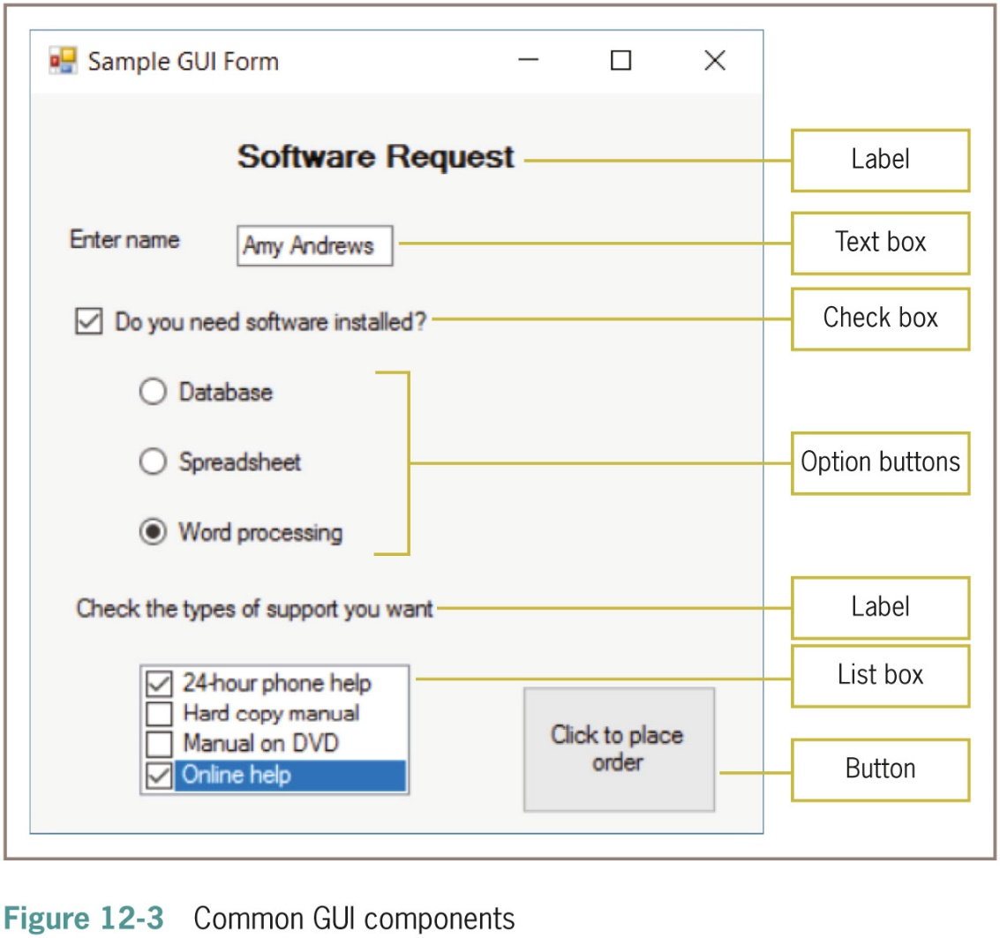 Sample GUI Form
Software Request
Label
Enter name
Amy Andrews
Text box
Do you need software installed?
Check box
Database
Spreadsheet
Option buttons
Word processing
Check the types of support you want
Label
24-hour phone help
List box
Hard copy manual
Manual on DVD
Online help
Click to place
order
Button
Figure 12-3 Common GUI components